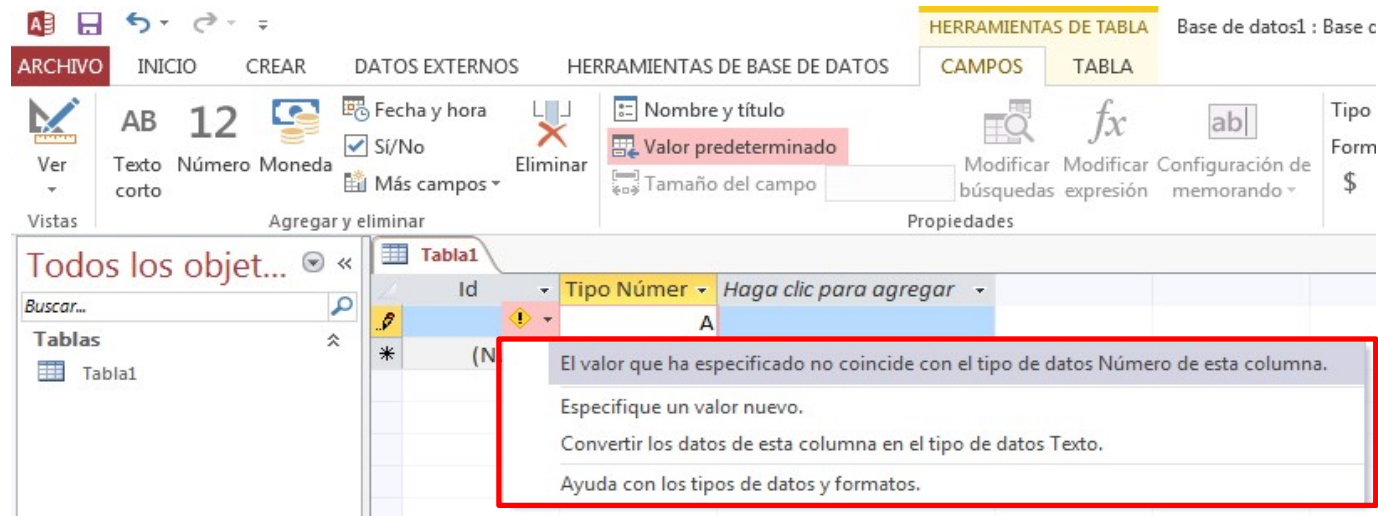 HERRAMIENTAS DE TABLA Base de datos1 : Base d
ARCHIVO INICIO CREAR DATOS EXTERNOS HERRAMIENTAS DE BASE DE DATOS CAMPOS TABLA
Ver
AB
Texto
corto
12
Número
Moneda
Fecha y hora
Sí/No
Más campos
Eliminar
Nombre y título
Valor predeterminado
Tamaño del campo
Modificar
búsquedas
fx
Modificar
expresión
ab|
Configuración de
memorando
Tipo
Form
$
Vistas Agregar y eliminar Propiedades
Todos los objet... «
Buscar...
Tablas
Tabla1
Tabla1
Id Tipo Númer Haga clic para agregar
A
(N
El valor que ha especificado no coincide con el tipo de datos Número de esta columna.
Especifique un valor nuevo.
Convertir los datos de esta columna en el tipo de datos Texto.
Ayuda con los tipos de datos y formatos.